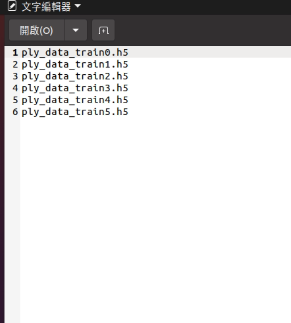 文字編輯器
開啟(O)
1 ply_data_train0.h5
2 ply_data_train1.h5
3 ply_data_train2.h5
4 ply_data_train3.h5
5 ply_data_train4.h5
6 ply_data_train5.h5